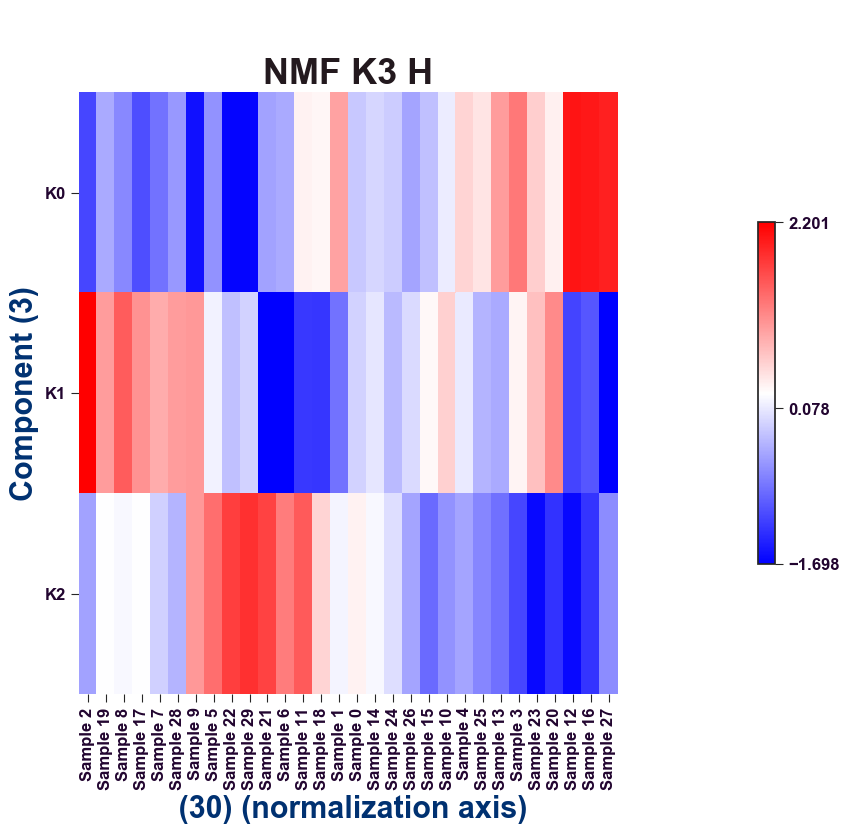 NMF K3 H
K0
K1
K2
Component (3)
Sample 2
Sample 19
Sample 8
Sample 17
Sample 7
Sample 28
Sample 9
Sample 5
Sample 22
Sample 29
Sample 21
Sample 6
Sample 11
Sample 18
Sample 1
Sample 0
Sample 14
Sample 24
Sample 26
Sample 15
Sample 10
Sample 4
Sample 25
Sample 13
Sample 3
Sample 23
Sample 20
Sample 12
Sample 16
Sample 27
(30) (normalization axis)
2.201
0.078
−1.698